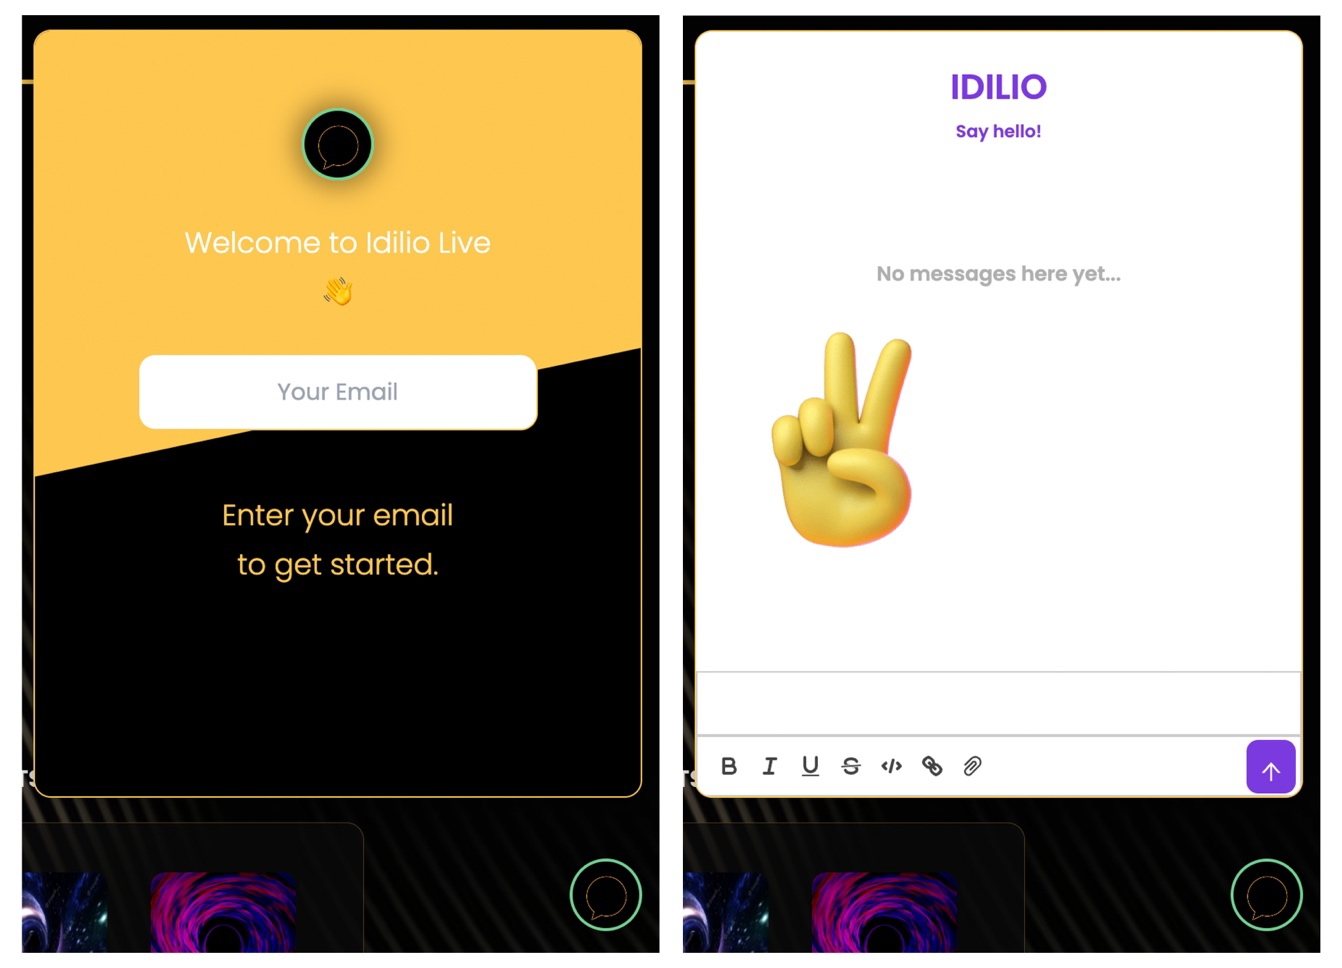 Welcome to Idilio Live
👋
Your Email
Enter your email
to get started.
IDILIO
Say hello!
No messages here yet...
B I U S </>